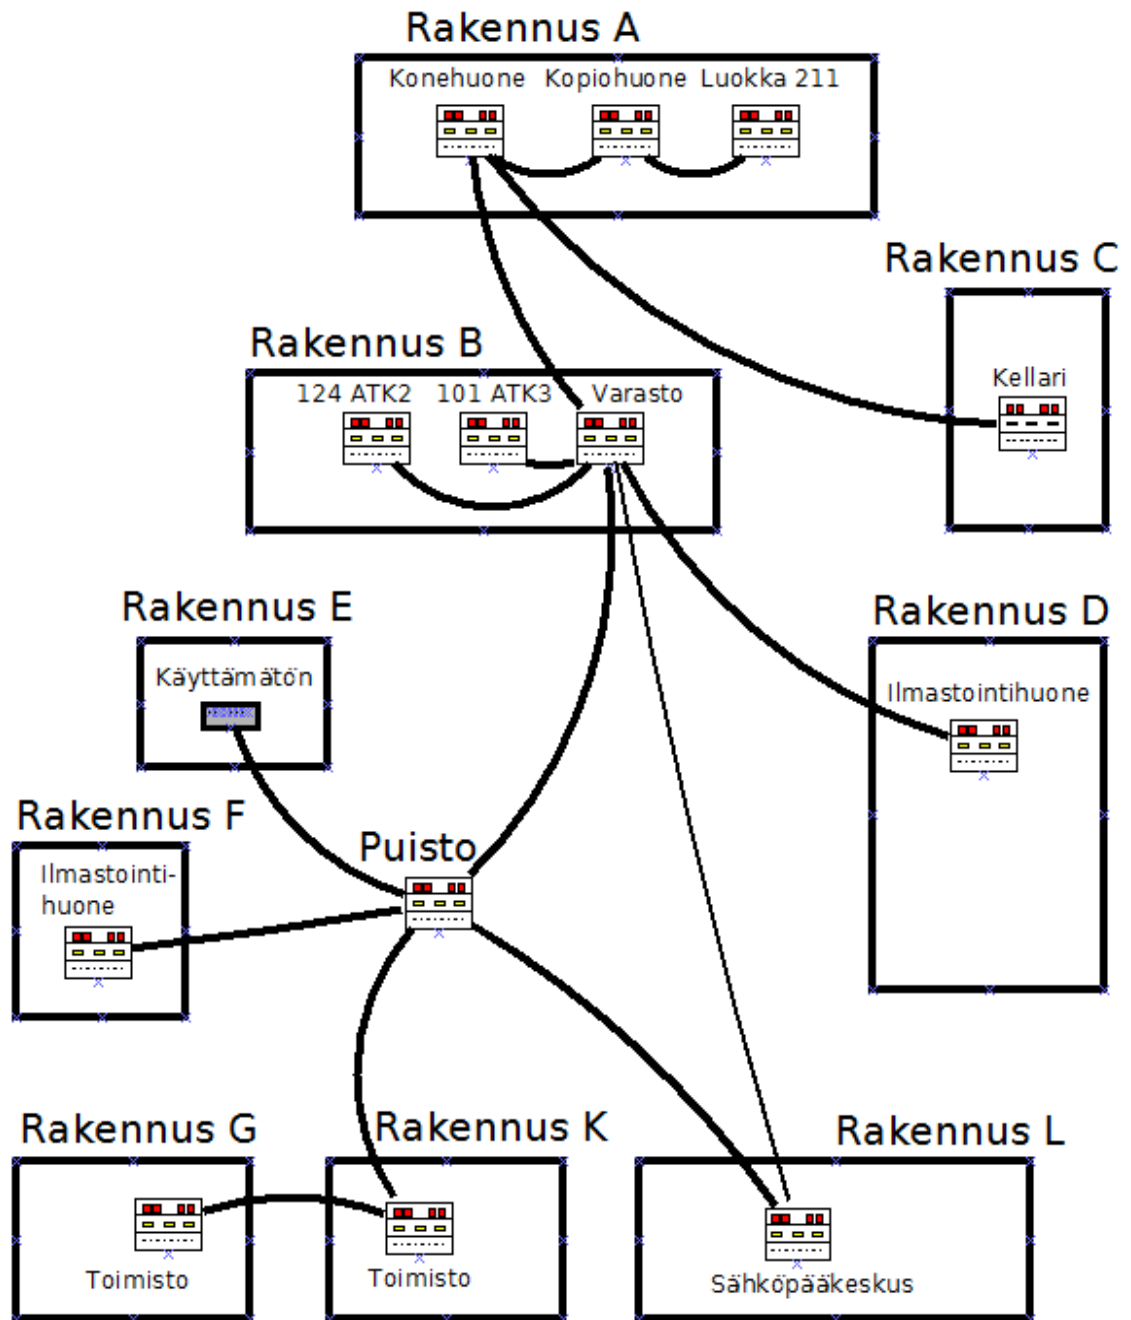 Rakennus A
Konehuone Kopiohuone Luokka 211
Rakennus C
Kellari
Rakennus B
124 ATK2 101 ATK3 Varasto
Rakennus E
Käyttämätön
Rakennus D
Ilmastointihuone
Rakennus F
Ilmastointi-
huone
Puisto
Rakennus G
Toimisto
Rakennus K
Toimisto
Rakennus L
Sähköpääkeskus